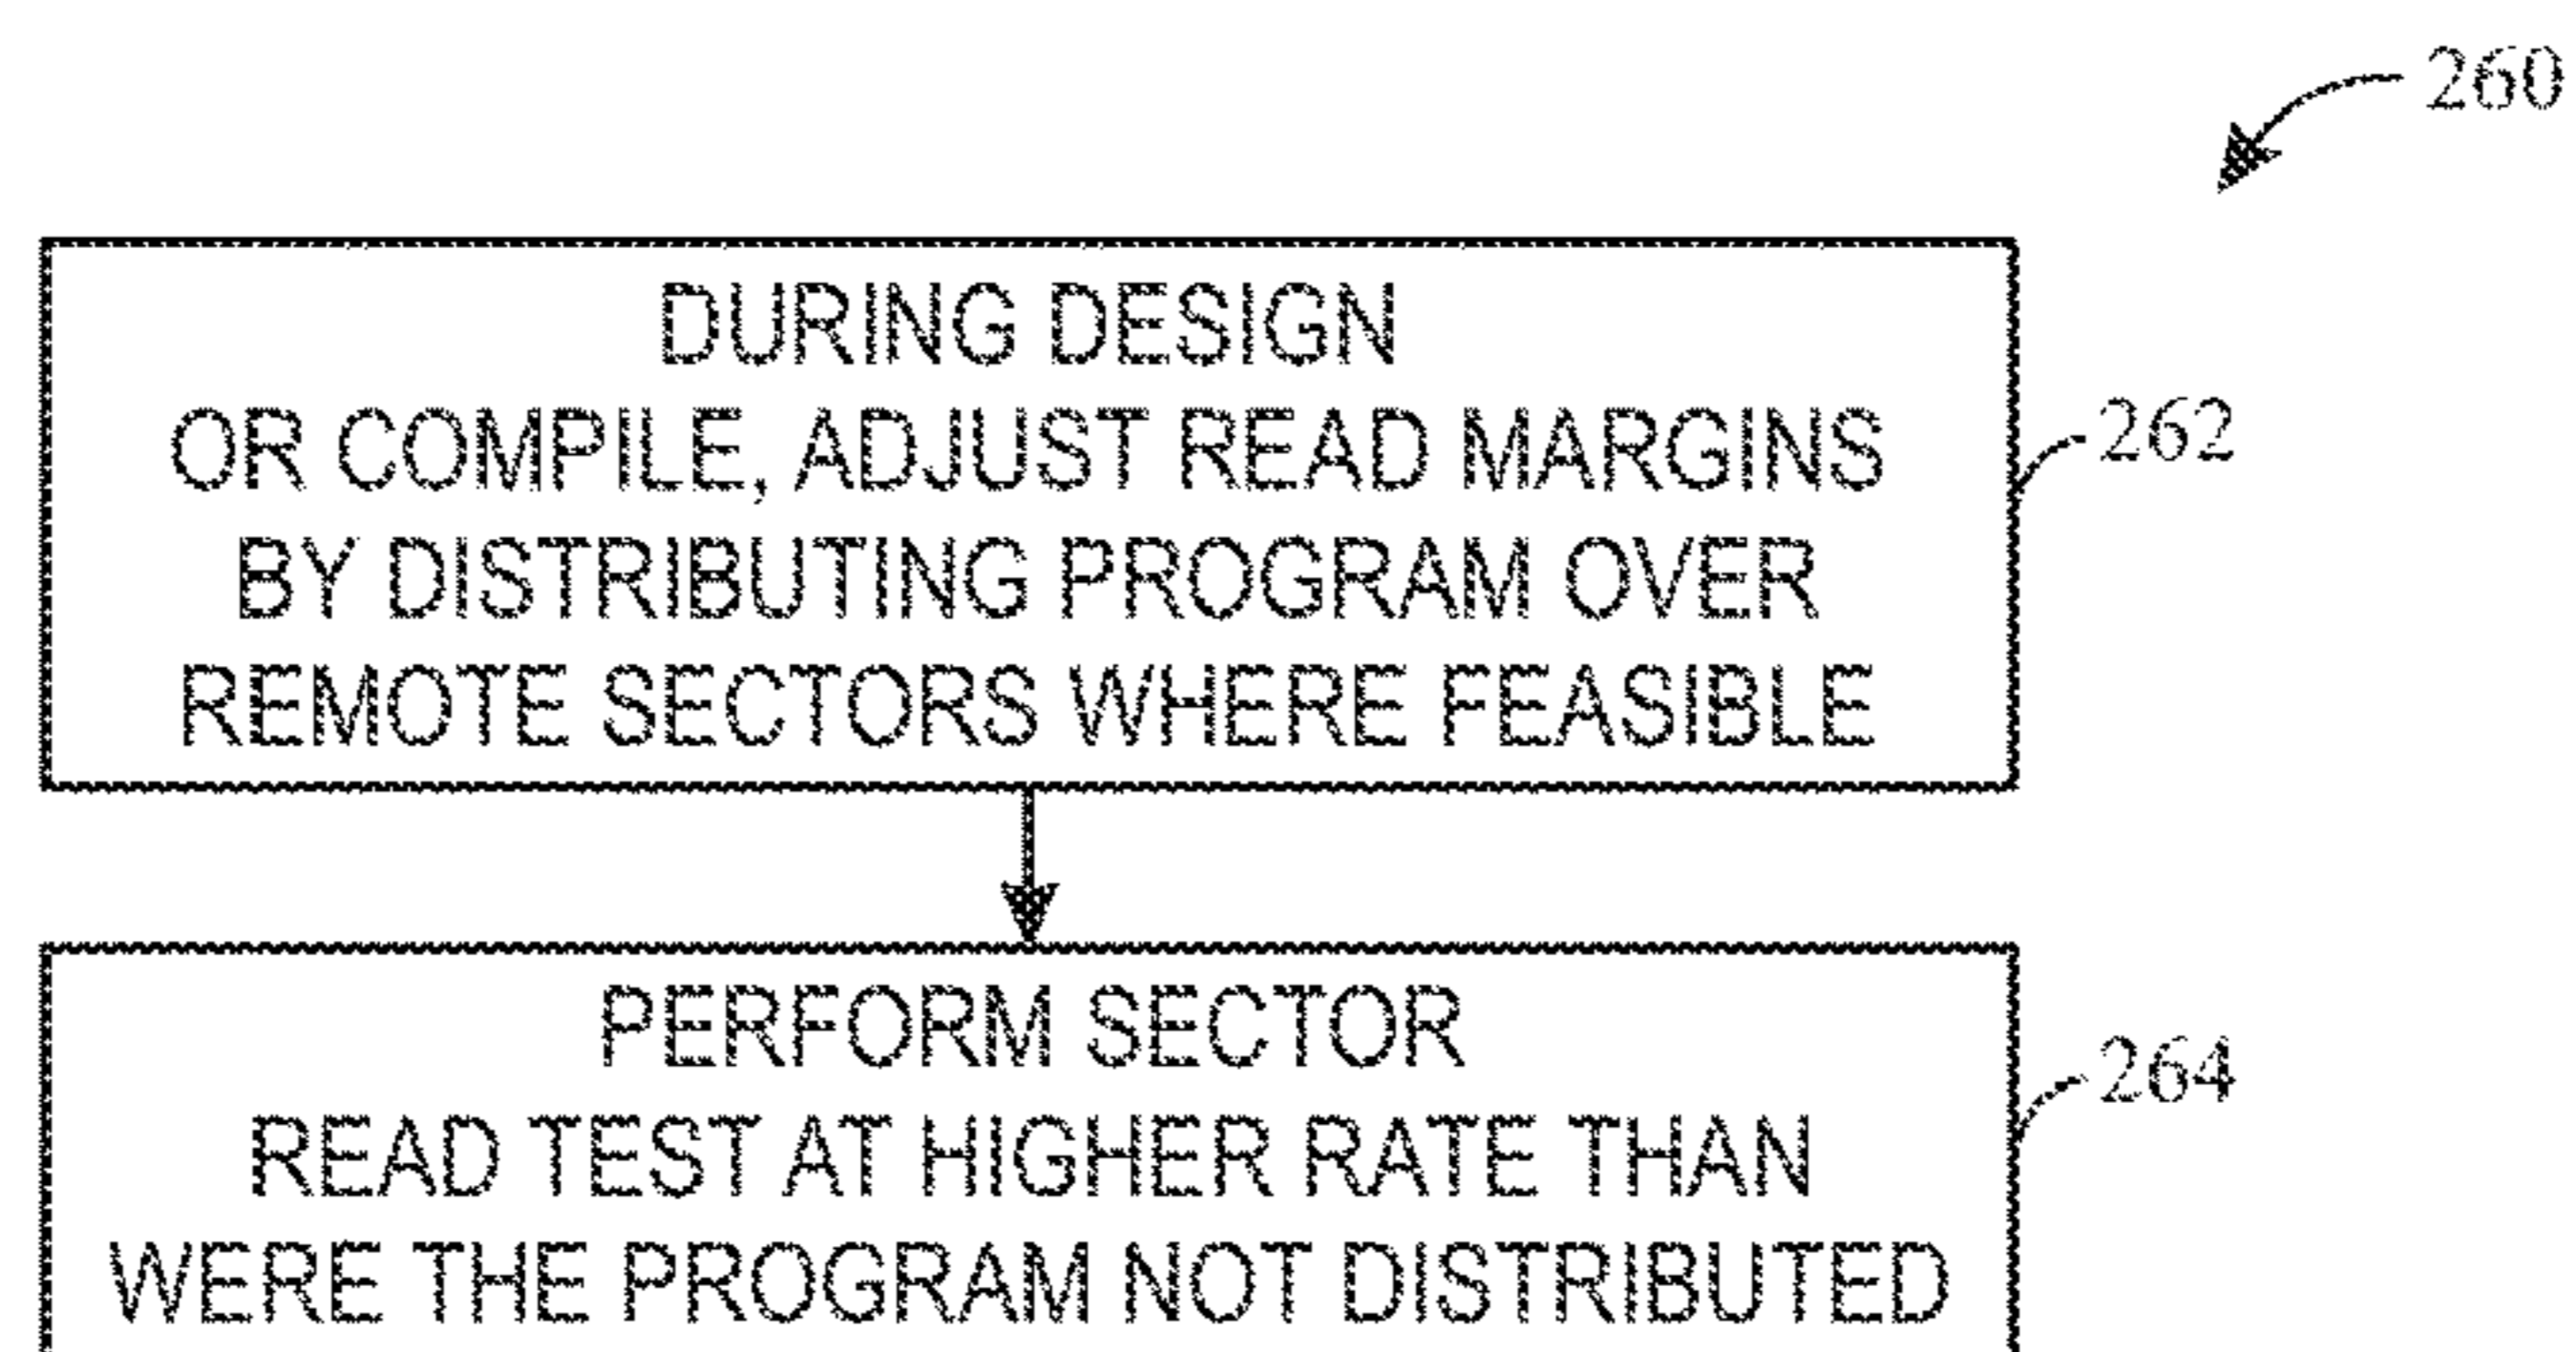 260
DURING DESIGN
OR COMPILE, ADJUST READ MARGINS
BY DISTRIBUTING PROGRAM OVER
REMOTE SECTORS WHERE FEASIBLE
262
PERFORM SECTOR
READ TEST AT HIGHER RATE THAN
WERE THE PROGRAM NOT DISTRIBUTED
264